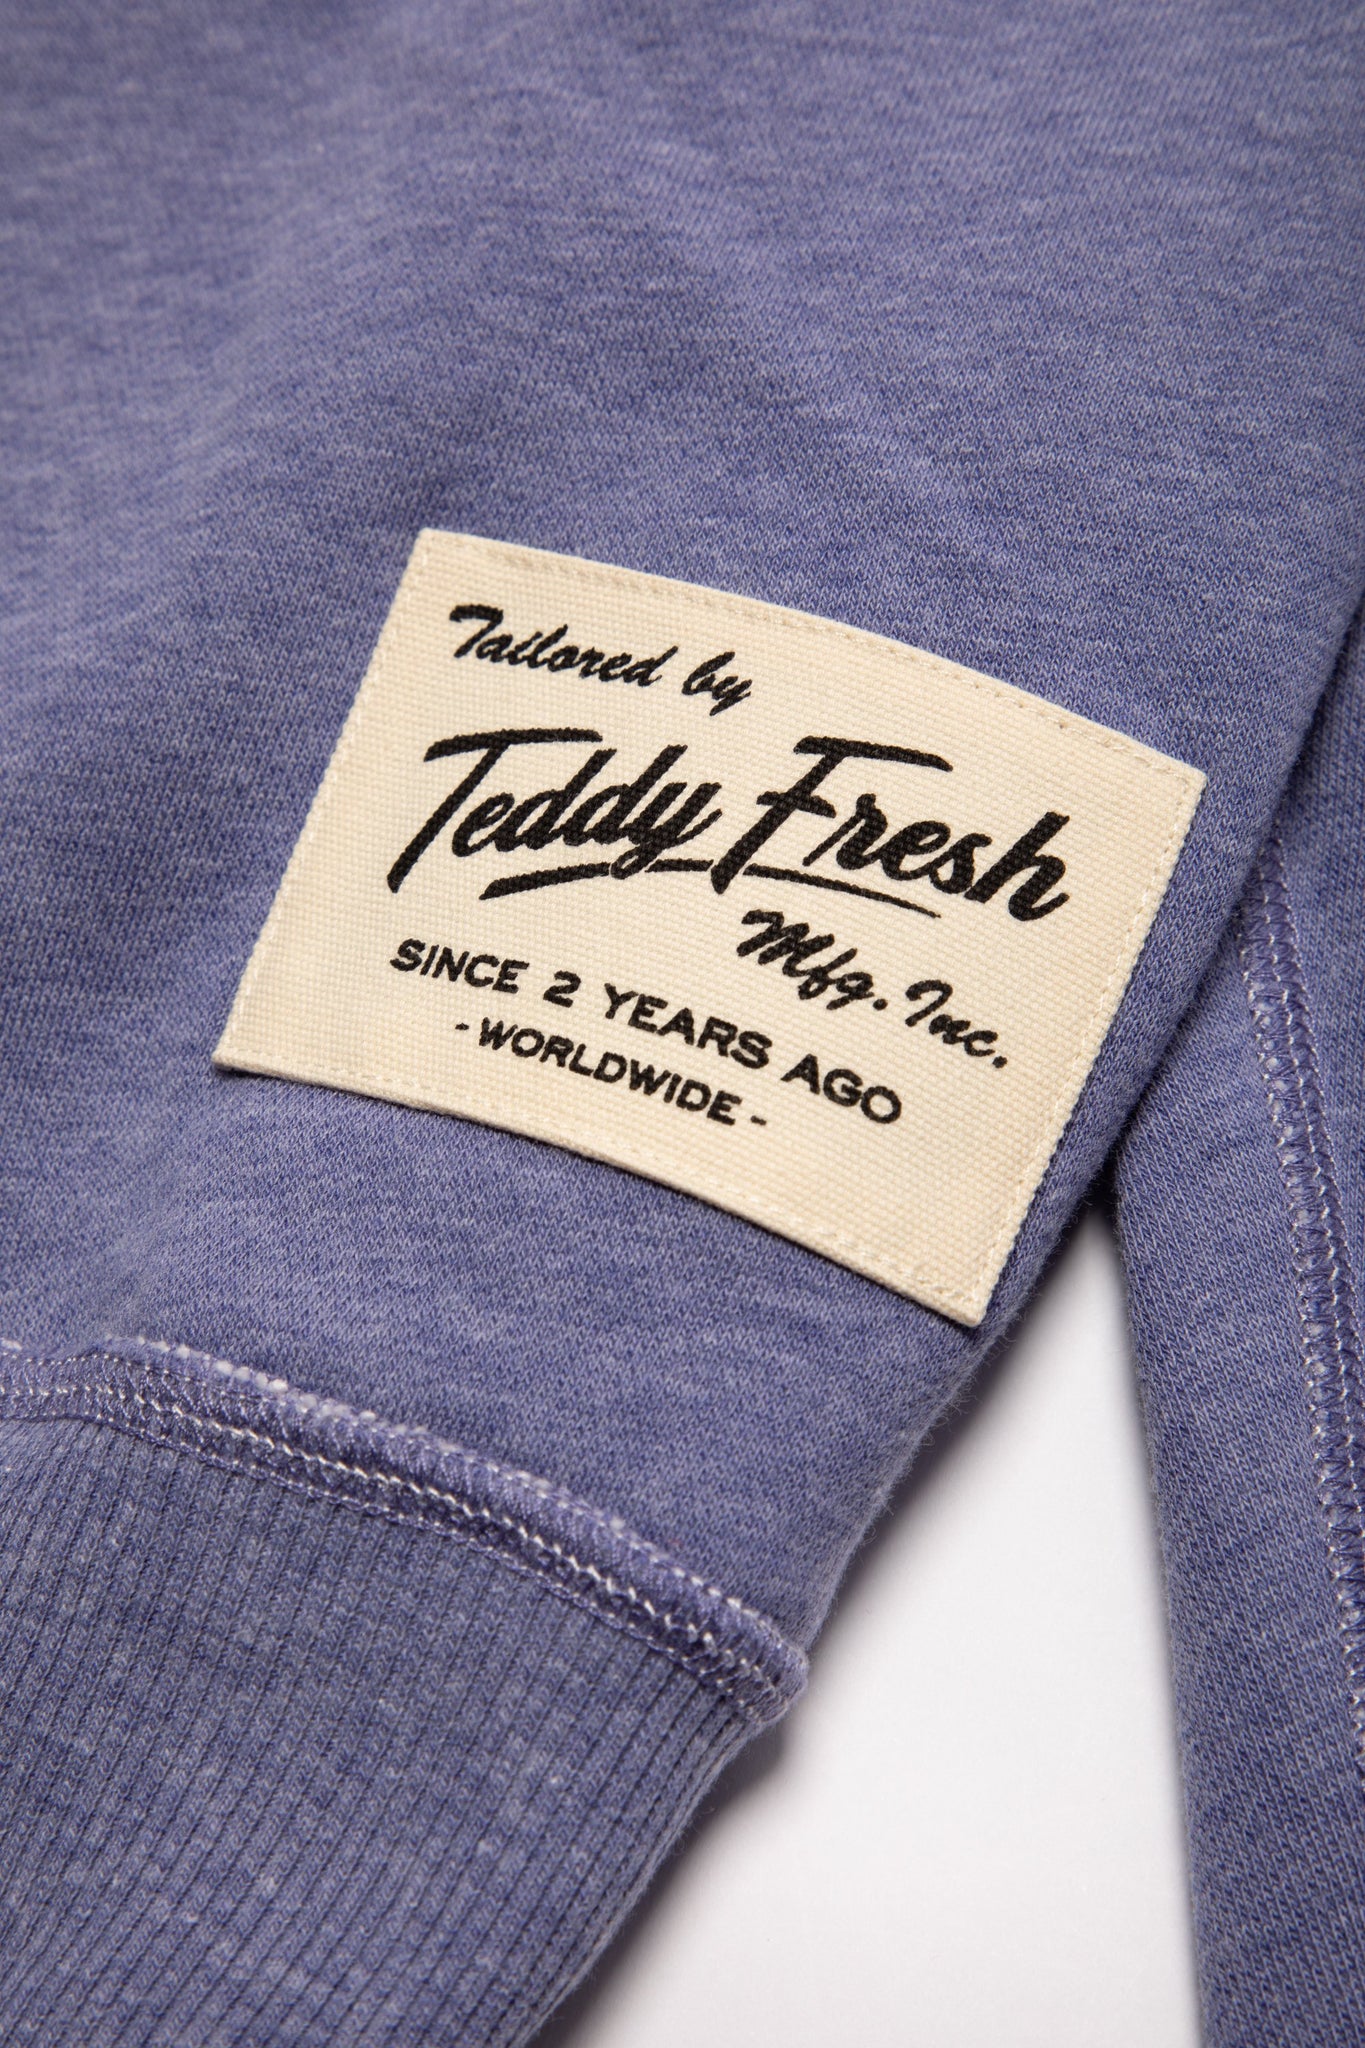 Tailored by
Teddy Fresh
Mfg. Inc.
SINCE 2 YEARS AGO
- WORLDWIDE -